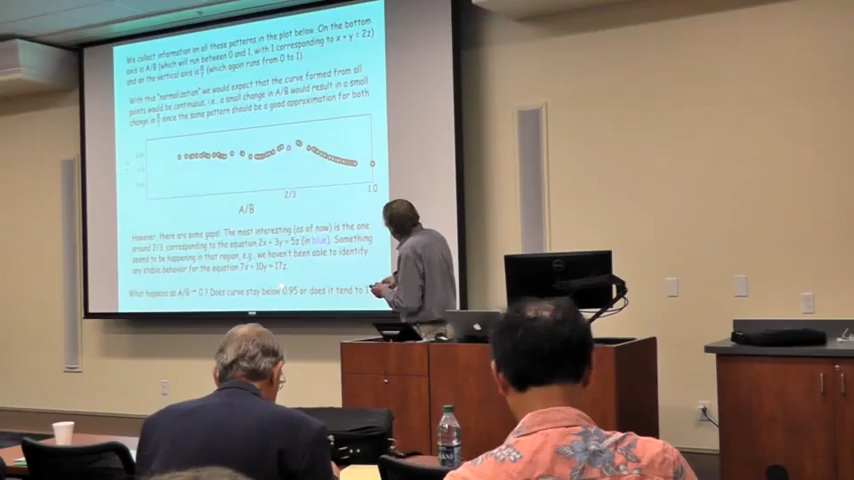 We collect information on all these patterns in the plot below. On the bottom
axis is A/B (which will run between 0 and 1, with 1 corresponding to x + y = 2z)
and on the vertical axis is (which again runs from 0 to 1)
With this "normalization" we would expect that the curve formed from all
points would be continuous, i.e., a small change in A/B would result in a small
change in since the same pattern should be a good approximation for both
2/3
1.0
A/B
However, there are some gaps! The most interesting (as of now) is the one
around 2/3 corresponding to the equation 2x + 3y = 5z (in blue). Something
seems to be happening in that region, e.g., we haven't been able to identify
any stable behavior for the equation 7x + 10y = 17z.
What happens as A/B → 0? Does curve stay below 0.95 or does it tend to